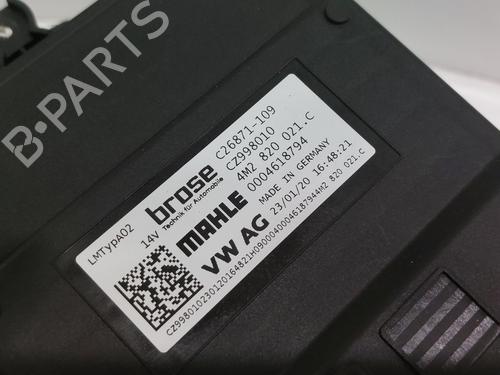 B-PARTS
LMTypA02
14V
brose
Technik für Automobile
MAHLE
VW AG
C26871-109
CZ998010
4M2 820 021.C
0004618794
MADE IN GERMANY
23/01/20 16:48:21
CZ998010230120164821H09000400046187944M2 820 021.C